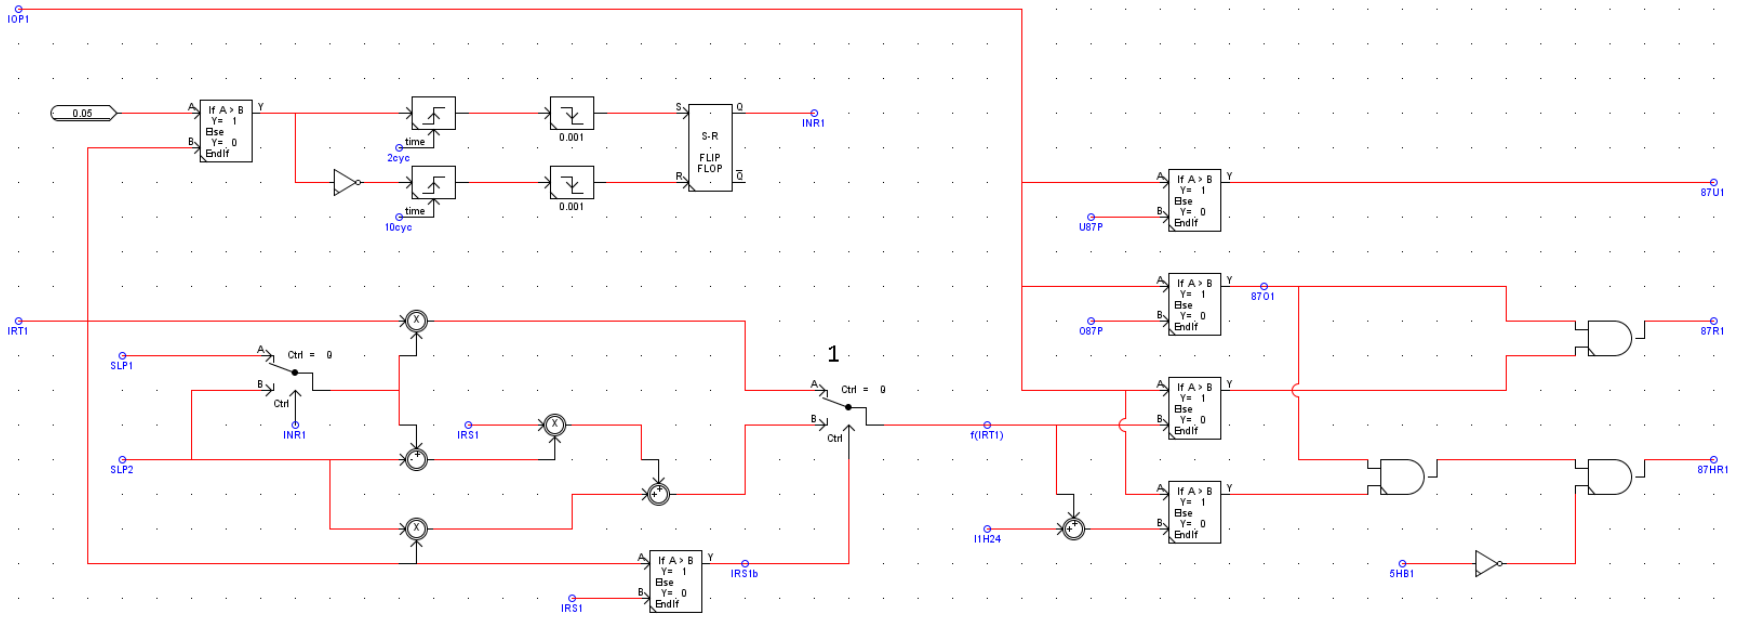 IOP1
0.05
A
B
If A > B
Y= 1
Else
Y= 0
EndIf
Y
time
2cyc
0.001
S
R
S-R
FLIP
FLOP
Q
Q
INR1
time
10cyc
0.001
A
B
If A > B
Y= 1
Else
Y= 0
EndIf
Y
87U1
U87P
A
B
If A > B
Y= 1
Else
Y= 0
EndIf
Y
87O1
O87P
87R1
IRT1
X
SLP1
A
B
Ctrl = 0
Ctrl
INR1
1
A
B
Ctrl = 0
Ctrl
A
B
If A > B
Y= 1
Else
Y= 0
EndIf
Y
IRS1
X
f(IRT1)
SLP2
- +
+ +
87HR1
A
B
If A > B
Y= 1
Else
Y= 0
EndIf
Y
X
I1H24
+ +
A
B
If A > B
Y= 1
Else
Y= 0
EndIf
Y
IRS1b
IRS1
5HB1